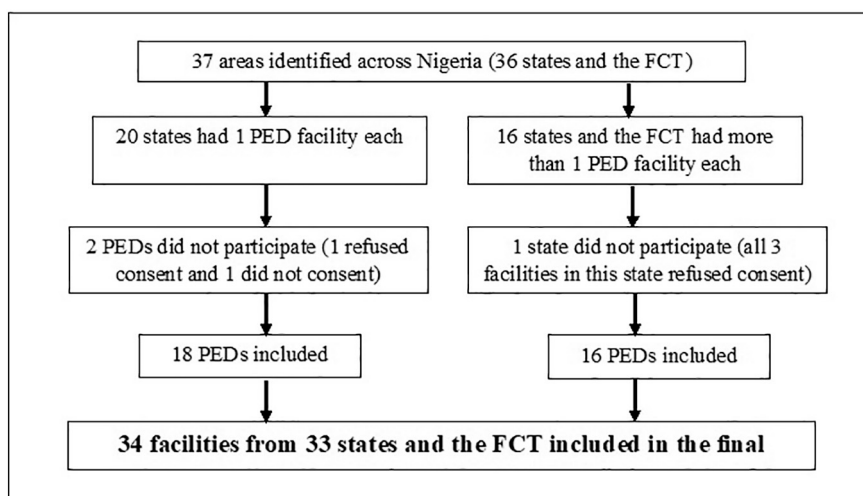 37 areas identified across Nigeria (36 states and the FCT)
20 states had 1 PED facility each
16 states and the FCT had more
than 1 PED facility each
2 PEDs did not participate (1 refused
consent and 1 did not consent)
1 state did not participate (all 3
facilities in this state refused consent)
18 PEDs included
16 PEDs included
34 facilities from 33 states and the FCT included in the final